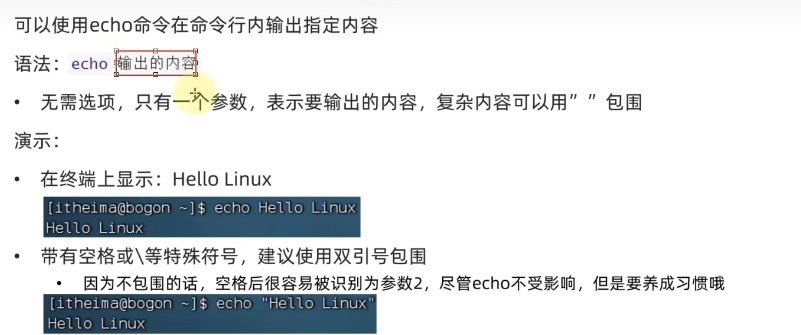 可以使用echo命令在命令行内输出指定内容
语法：echo 输出的内容
• 无需选项，只有一个参数，表示要输出的内容，复杂内容可以用””包围
演示：
• 在终端上显示：Hello Linux
[itheima@bogon ~]$ echo Hello Linux
Hello Linux
• 带有空格或\等特殊符号，建议使用双引号包围
• 因为不包围的话，空格后很容易被识别为参数2，尽管echo不受影响，但是要养成习惯哦
[itheima@bogon ~]$ echo "Hello Linux"
Hello Linux